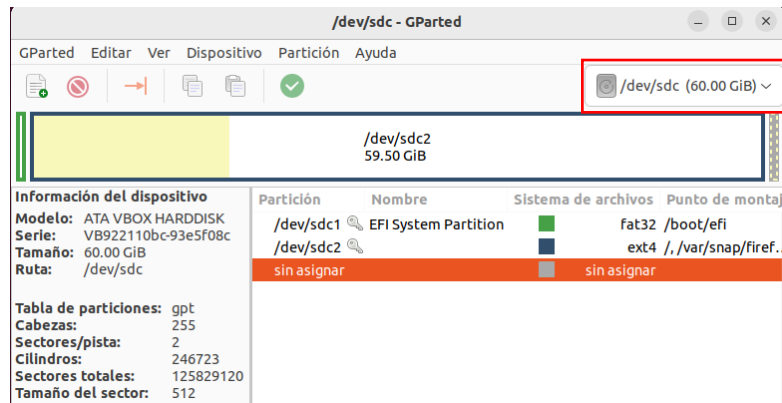 /dev/sdc - GParted
GParted Editar Ver Dispositivo Partición Ayuda
/dev/sdc (60.00 GiB)
/dev/sdc2
59.50 GiB
Información del dispositivo
Modelo: ATA VBOX HARDDISK
Serie: VB922110bc-93e5f08c
Tamaño: 60.00 GiB
Ruta: /dev/sdc
Tabla de particiones: gpt
Cabezas: 255
Sectores/pista: 2
Cilindros: 246723
Sectores totales: 125829120
Tamaño del sector: 512
Partición Nombre Sistema de archivos Punto de montaj
/dev/sdc1 EFI System Partition fat32 /boot/efi
/dev/sdc2 ext4 /, /var/snap/firef..
sin asignar sin asignar